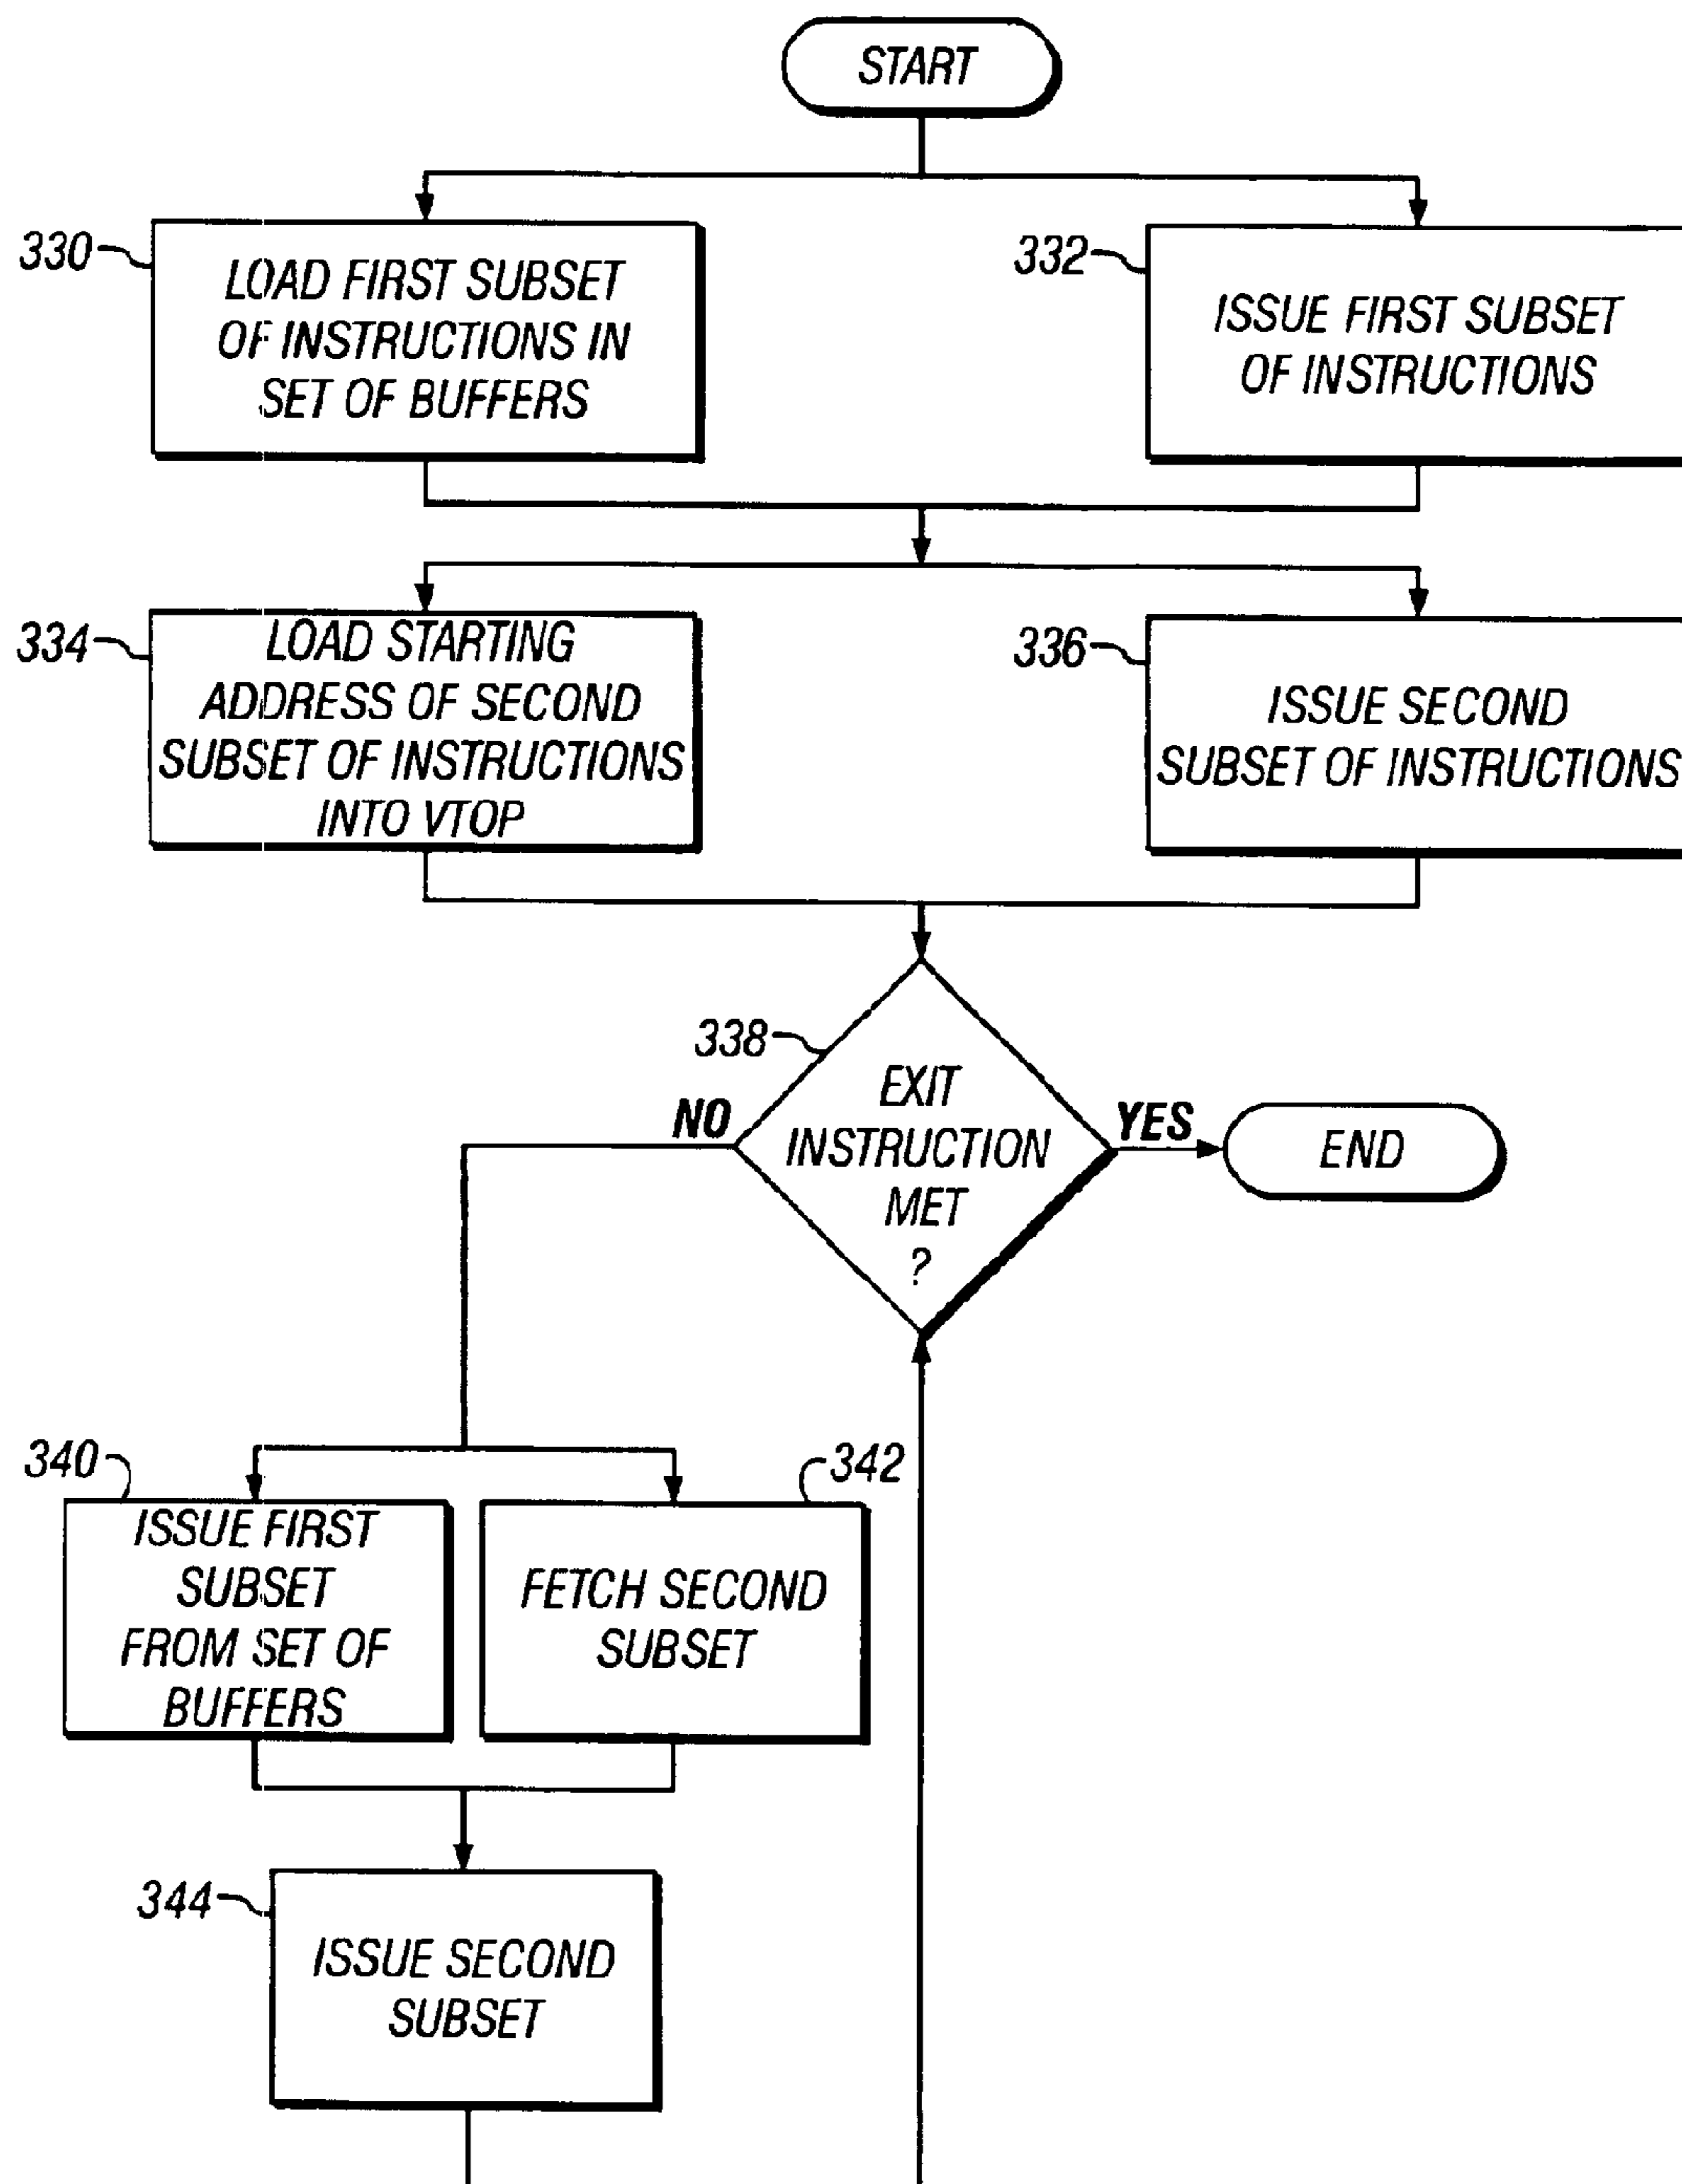 START
330
LOAD FIRST SUBSET
OF INSTRUCTIONS IN
SET OF BUFFERS
332
ISSUE FIRST SUBSET
OF INSTRUCTIONS
334
LOAD STARTING
ADDRESS OF SECOND
SUBSET OF INSTRUCTIONS
INTO VTOP
336
ISSUE SECOND
SUBSET OF INSTRUCTIONS
338
EXIT
INSTRUCTION
MET
?
NO
YES
END
340
ISSUE FIRST
SUBSET
FROM SET OF
BUFFERS
342
FETCH SECOND
SUBSET
344
ISSUE SECOND
SUBSET